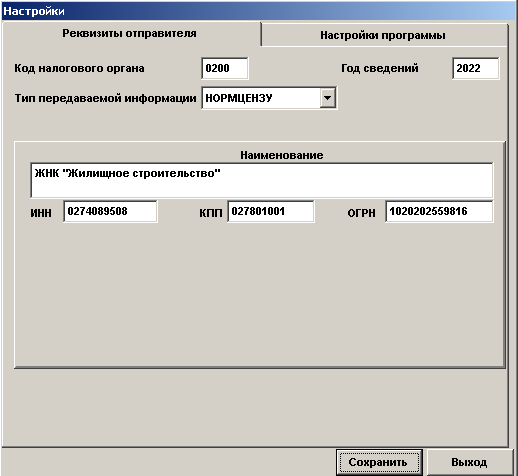 Настройки
Реквизиты отправителя
Настройки программы
Код налогового органа 0200 Год сведений 2022
Тип передаваемой информации НОРМЦЕНЗУ
Наименование
ЖНК "Жилищное строительство"
ИНН 0274089508 КПП 027801001 ОГРН 1020202559816
Сохранить Выход